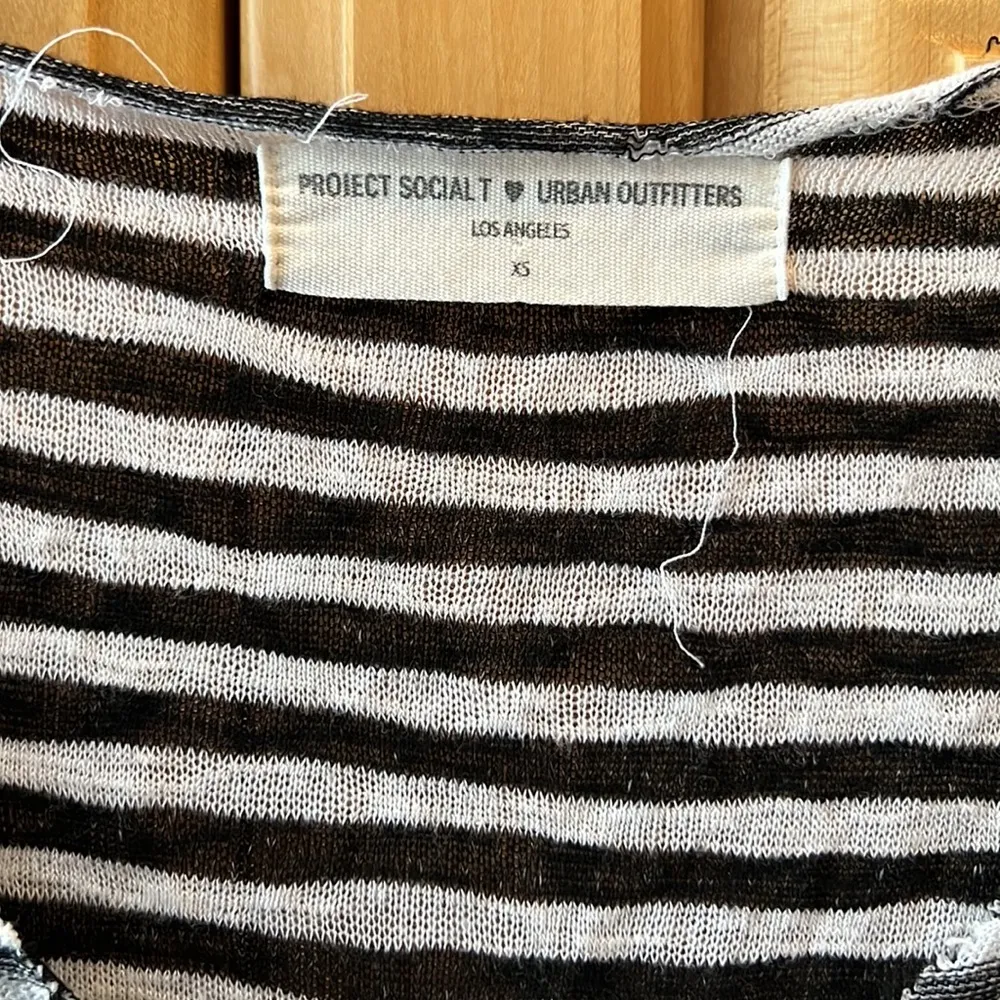 PROJECT SOCIAL T ♥ URBAN OUTFITTERS
LOS ANGELES
XS